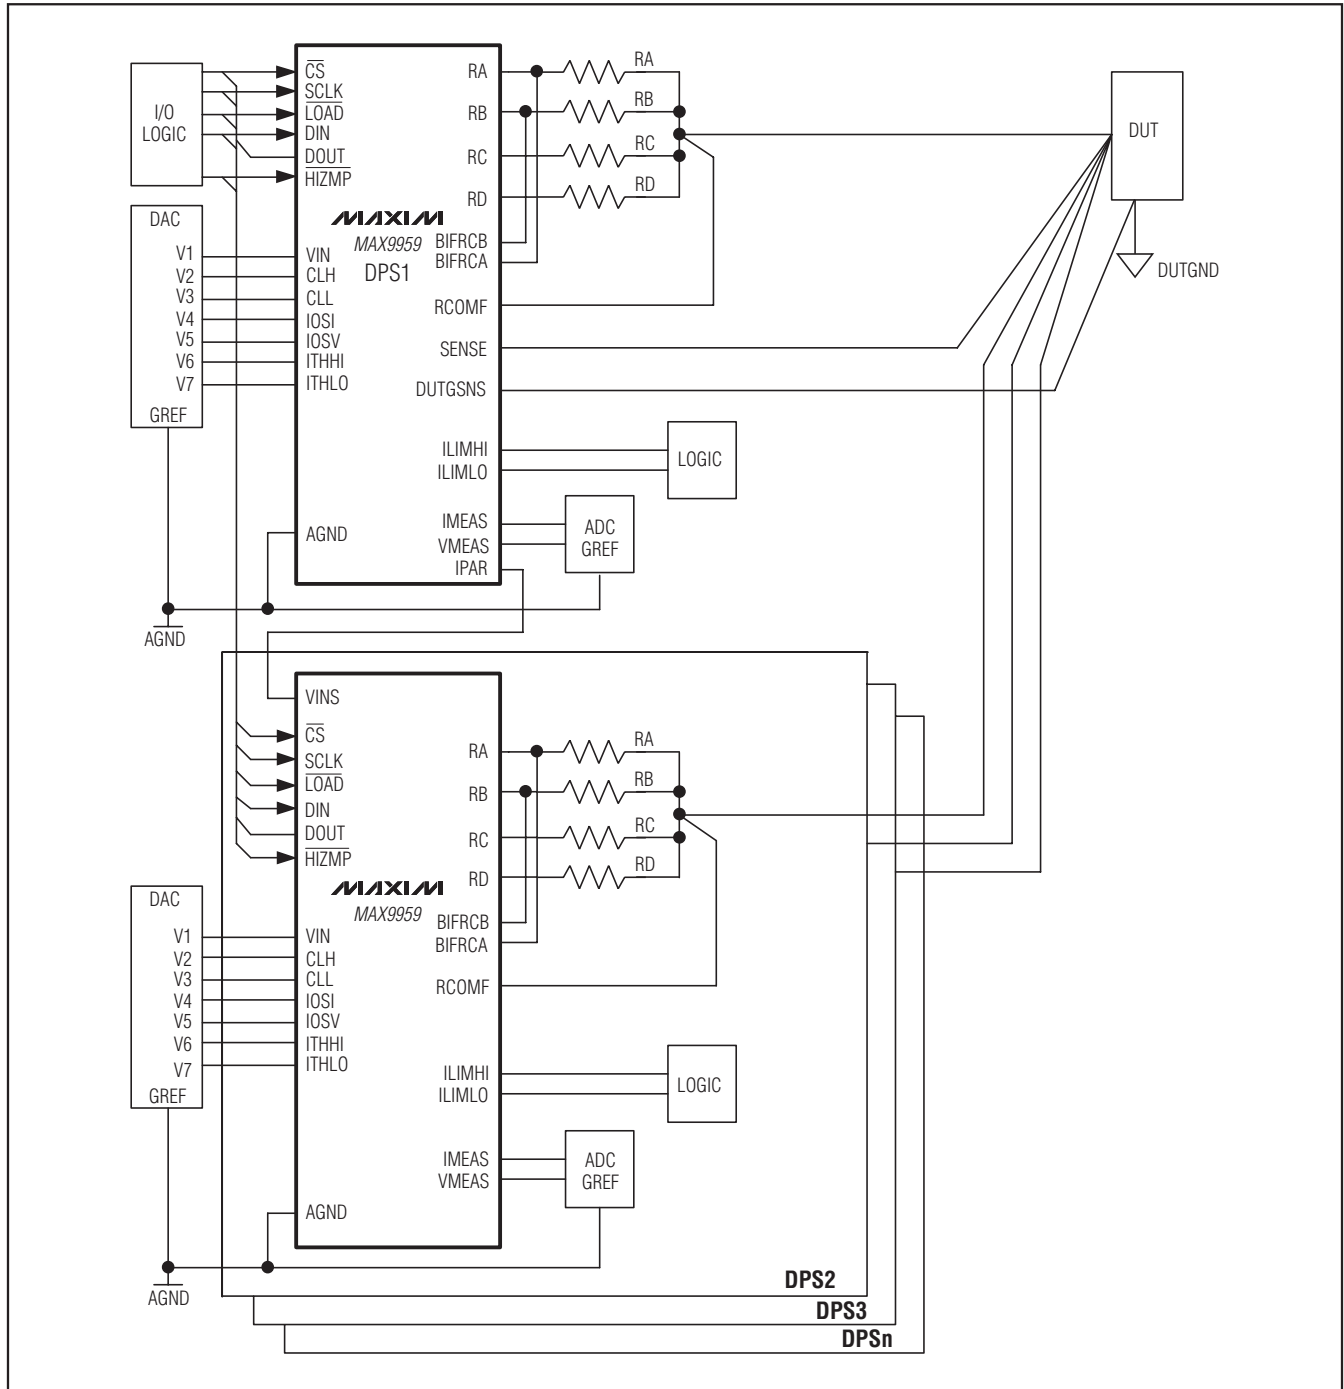 I/O
LOGIC
CS
SCLK
LOAD
DIN
DOUT
HIZMP
DAC
V1
V2
V3
V4
V5
V6
V7
GREF
AGND
VIN
CLH
CLL
IOSI
IOSV
ITHHI
ITHLO
AGND
MAXIM
MAX9959
DPS1
RA
RB
RC
RD
BIFRCB
BIFRCA
RCOMF
SENSE
DUTGSNS
ILIMHI
ILIMLO
IMEAS
VMEAS
IPAR
RA
RB
RC
RD
LOGIC
ADC
GREF
DUT
DUTGND
VINS
CS
SCLK
LOAD
DIN
DOUT
HIZMP
DAC
V1
V2
V3
V4
V5
V6
V7
GREF
AGND
VIN
CLH
CLL
IOSI
IOSV
ITHHI
ITHLO
AGND
MAXIM
MAX9959
RA
RB
RC
RD
BIFRCB
BIFRCA
RCOMF
ILIMHI
ILIMLO
IMEAS
VMEAS
RA
RB
RC
RD
LOGIC
ADC
GREF
DPS2
DPS3
DPSn